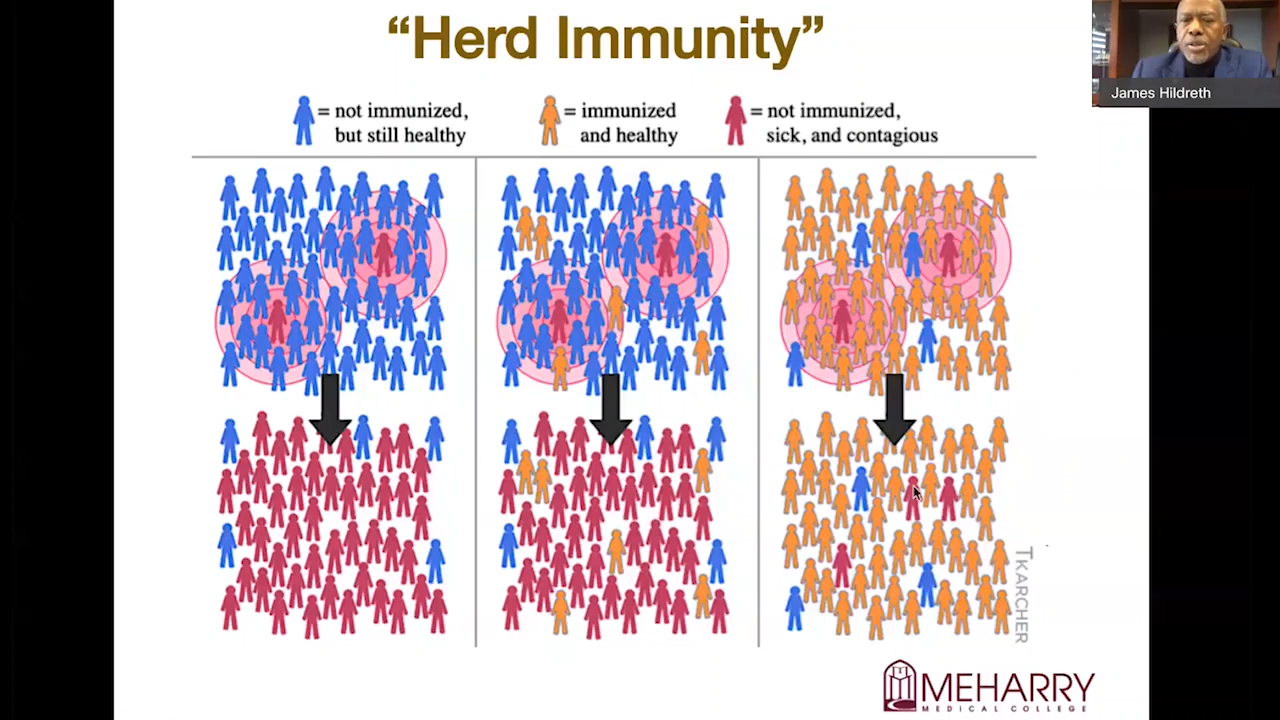 “Herd Immunity”
James Hildreth
= not immunized,
but still healthy
= immunized
and healthy
= not immunized,
sick, and contagious
TKARCHER
MEHARRY
MEDICAL COLLEGE